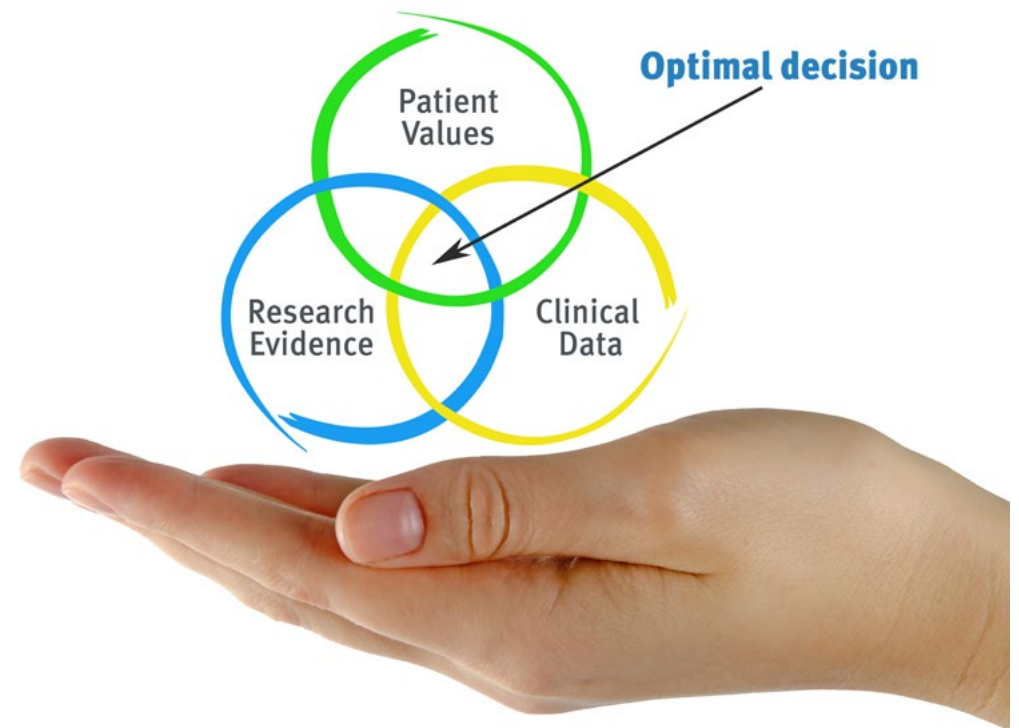 Optimal decision
Patient
Values
Research
Evidence
Clinical
Data